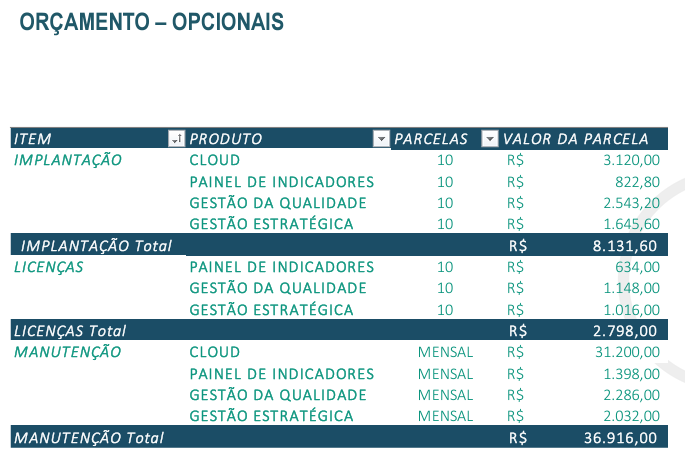 ORÇAMENTO – OPCIONAIS
ITEM PRODUTO PARCELAS VALOR DA PARCELA
IMPLANTAÇÃO CLOUD 10 R$ 3.120,00
PAINEL DE INDICADORES 10 R$ 822,80
GESTÃO DA QUALIDADE 10 R$ 2.543,20
GESTÃO ESTRATÉGICA 10 R$ 1.645,60
IMPLANTAÇÃO Total R$ 8.131,60
LICENÇAS PAINEL DE INDICADORES 10 R$ 634,00
GESTÃO DA QUALIDADE 10 R$ 1.148,00
GESTÃO ESTRATÉGICA 10 R$ 1.016,00
LICENÇAS Total R$ 2.798,00
MANUTENÇÃO CLOUD MENSAL R$ 31.200,00
PAINEL DE INDICADORES MENSAL R$ 1.398,00
GESTÃO DA QUALIDADE MENSAL R$ 2.286,00
GESTÃO ESTRATÉGICA MENSAL R$ 2.032,00
MANUTENÇÃO Total R$ 36.916,00